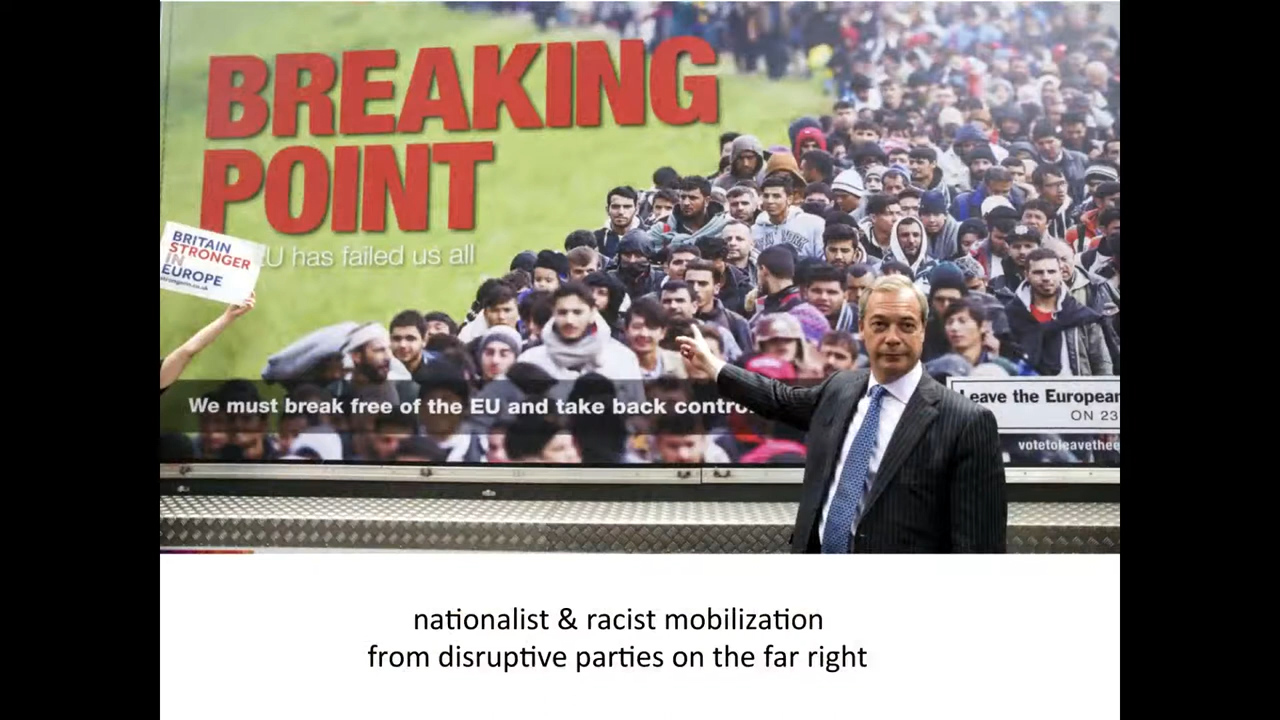 BREAKING
POINT
U has failed us all
BRITAIN
STRONGER
IN
EUROPE
We must break free of the EU and take back contro
Leave the European
ON 23
votetoleavethee
nationalist & racist mobilization
from disruptive parties on the far right